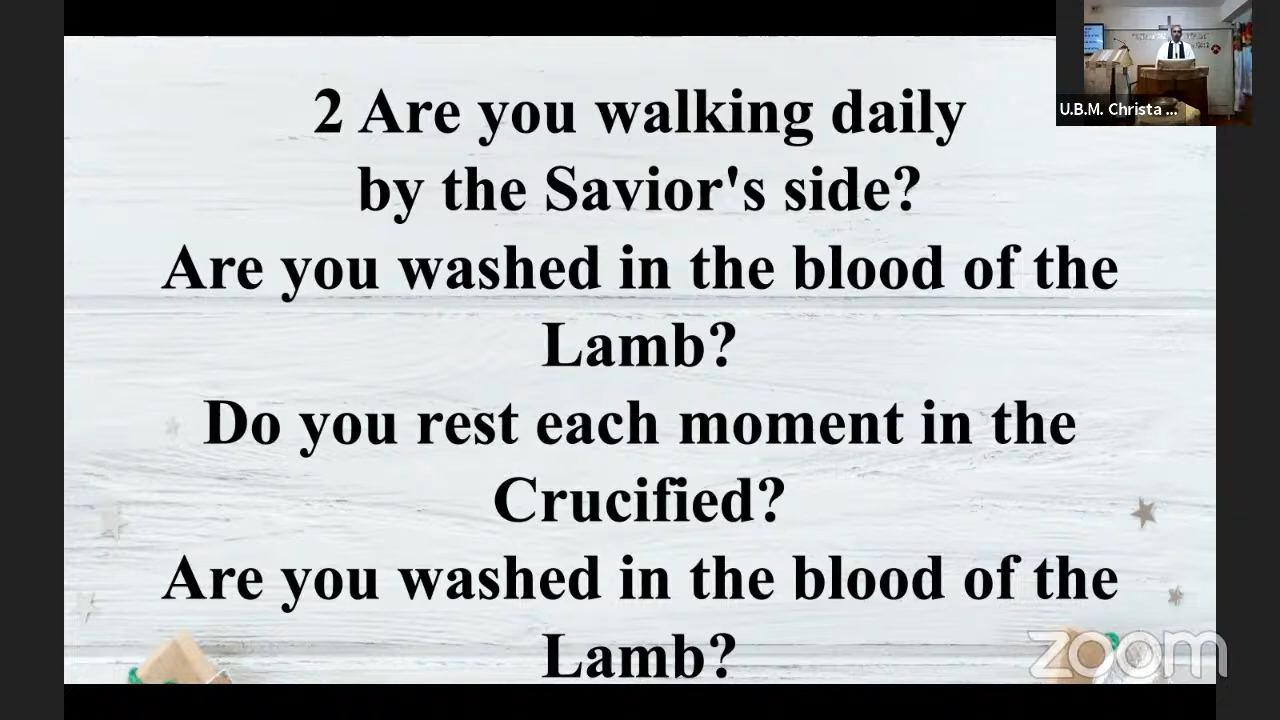 2 Are you walking daily
by the Savior's side?
Are you washed in the blood of the
Lamb?
Do you rest each moment in the
Crucified?
Are you washed in the blood of the
Lamb?
U.B.M. Christa ...
zoom